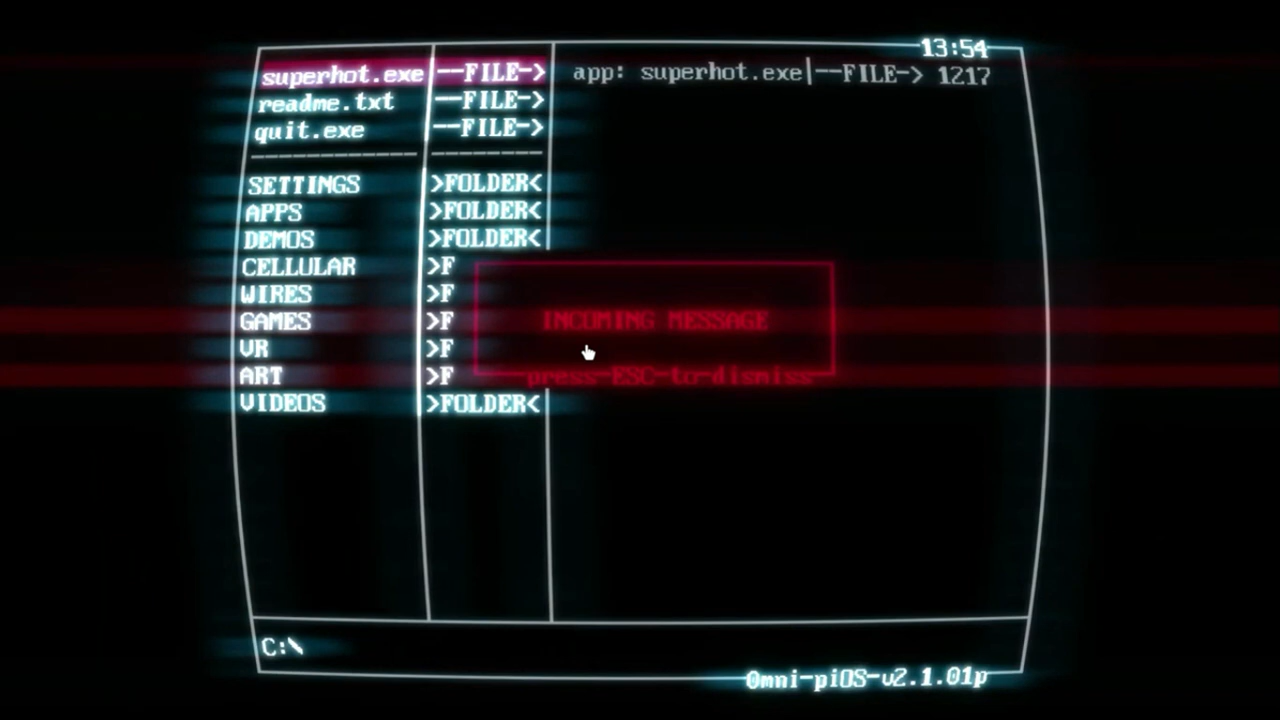 13:54
superhot.exe --FILE-> app: superhot.exe|--FILE-> 1217
readme.txt --FILE->
quit.exe --FILE->
SETTINGS >FOLDER<
APPS >FOLDER<
DEMOS >FOLDER<
CELLULAR >F
WIRES >F
GAMES >F INCOMING MESSAGE
VR >F
ART >F press ESC to dismiss
VIDEOS >FOLDER<
C:\
Omni-piOS-v2.1.01p